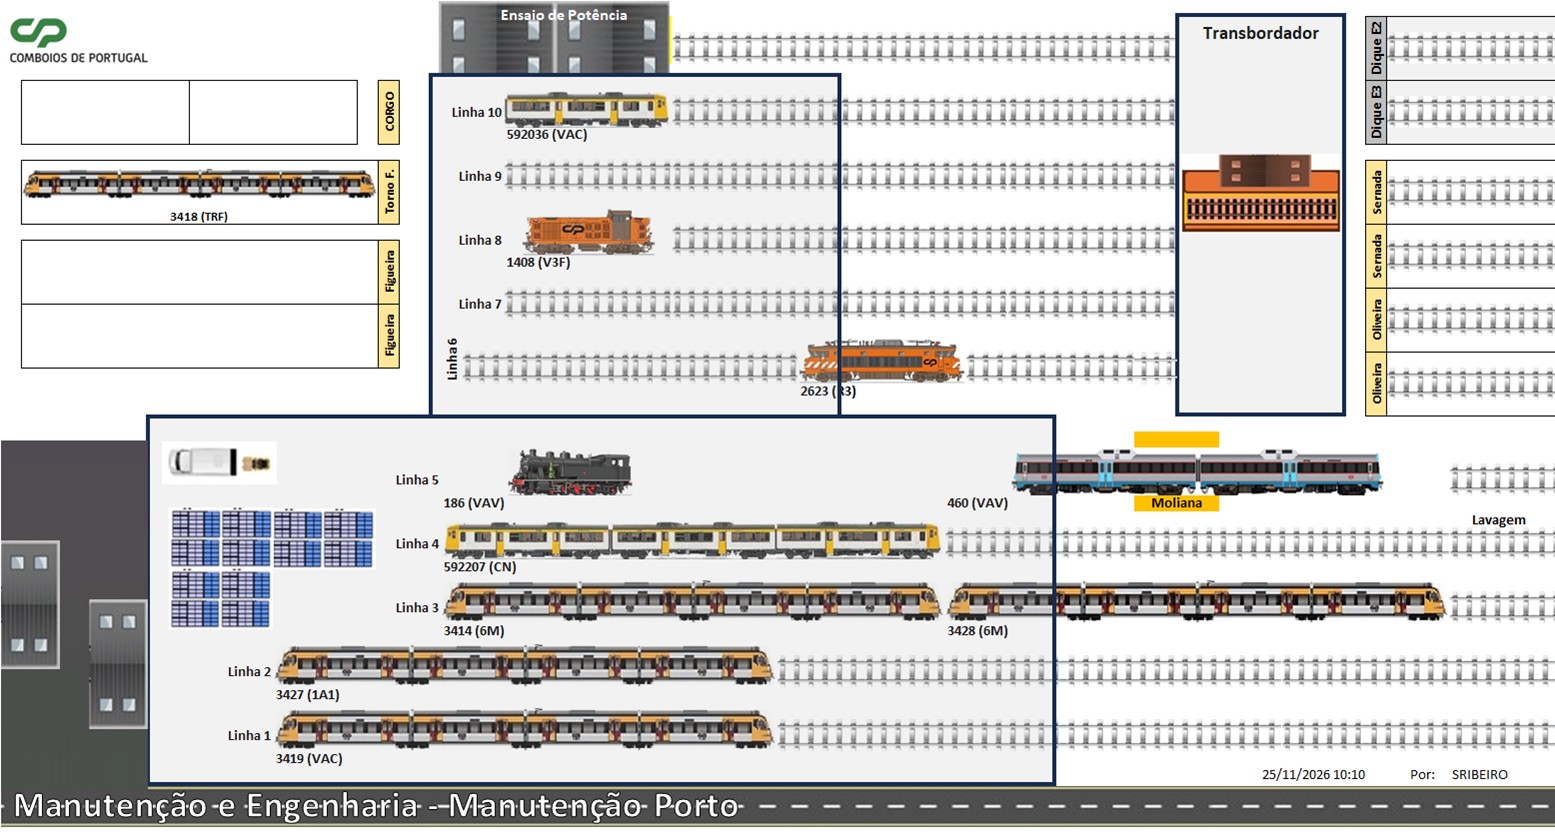 CP
COMBOIOS DE PORTUGAL
Ensaio de Potência
Transbordador
Dique E2
Dique E3
CORGO
Torno F.
3418 (TRF)
Figueira
Figueira
Linha 10
592036 (VAC)
Linha 9
Linha 8
CP
1408 (V3F)
Linha 7
Linha 6
CP
2623 (R3)
Sernada
Sernada
Oliveira
Oliveira
Linha 5
186 (VAV)
460 (VAV)
Moliana
Lavagem
Linha 4
592207 (CN)
Linha 3
3414 (6M)
3428 (6M)
Linha 2
3427 (1A1)
Linha 1
3419 (VAC)
25/11/2026 10:10 Por: SRIBEIRO
Manutenção e Engenharia - Manutenção Porto